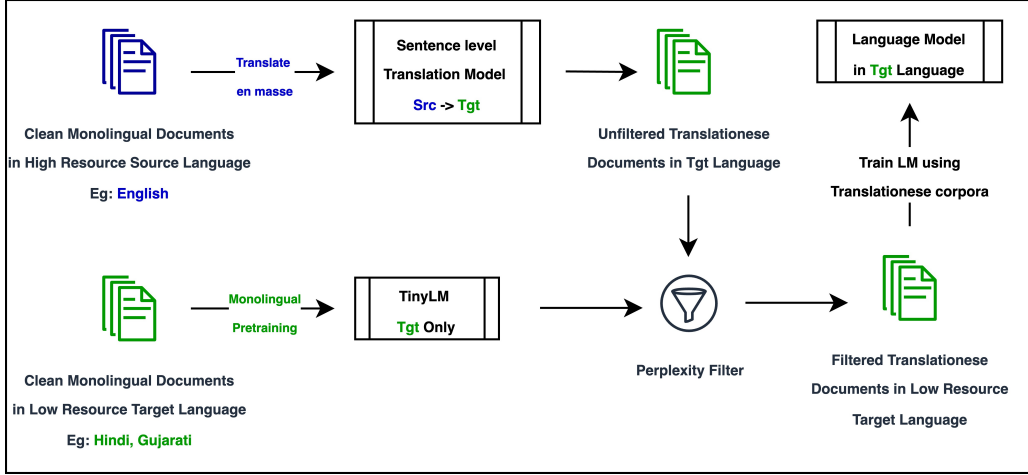 Clean Monolingual Documents
in High Resource Source Language
Eg: English
Translate
en masse
Sentence level
Translation Model
Src -> Tgt
Unfiltered Translationese
Documents in Tgt Language
Language Model
in Tgt Language
Train LM using
Translationese corpora
Clean Monolingual Documents
in Low Resource Target Language
Eg: Hindi, Gujarati
Monolingual
Pretraining
TinyLM
Tgt Only
Perplexity Filter
Filtered Translationese
Documents in Low Resource
Target Language